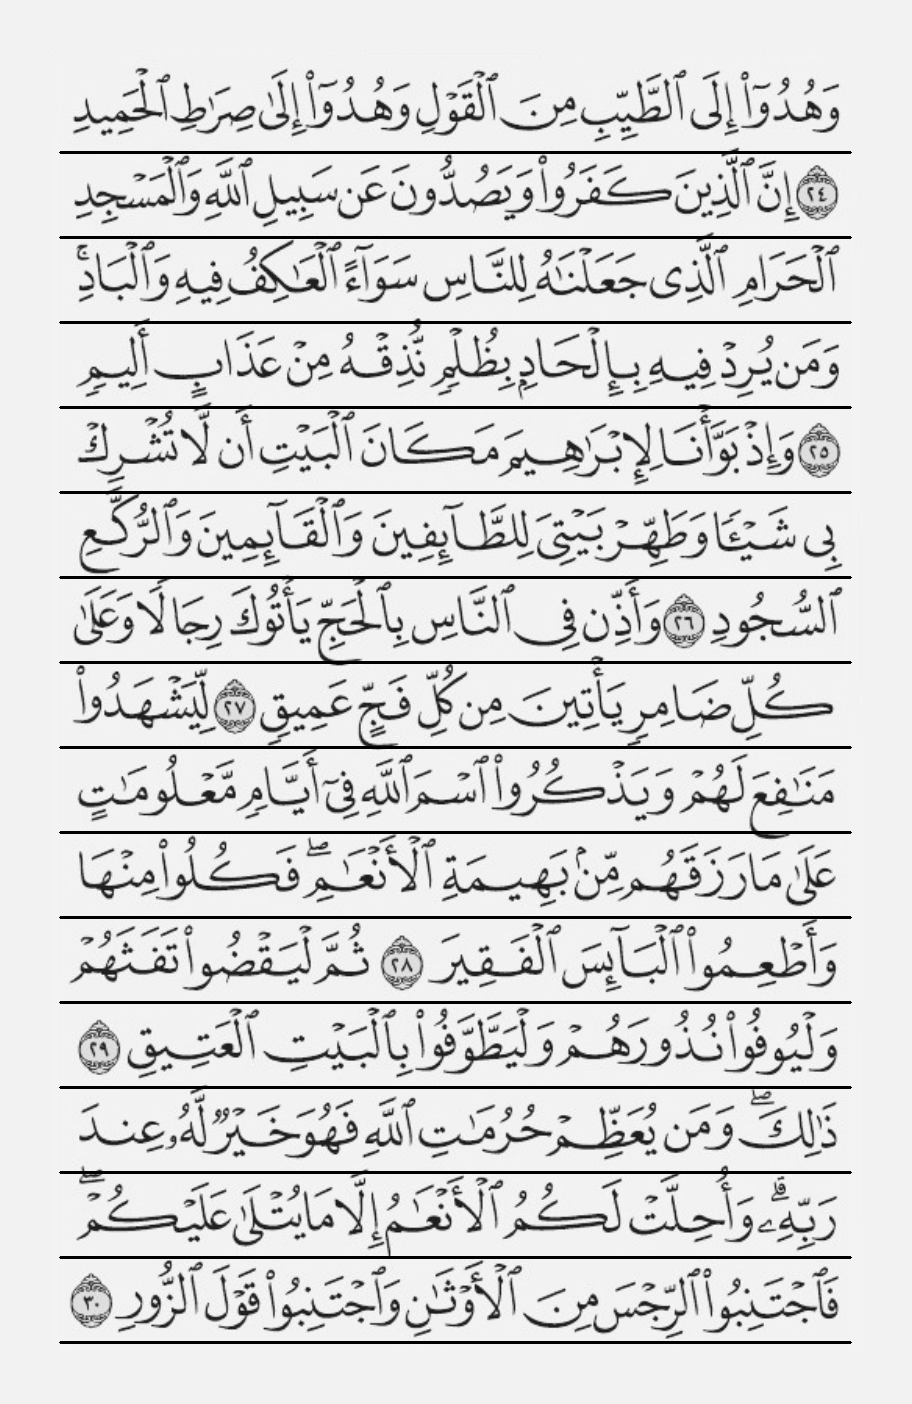 وَهُدُوٓا۟ إِلَى ٱلطَّيِّبِ مِنَ ٱلْقَوْلِ وَهُدُوٓا۟ إِلَىٰ صِرَٰطِ ٱلْحَمِيدِ
٢٤ إِنَّ ٱلَّذِينَ كَفَرُوا۟ وَيَصُدُّونَ عَن سَبِيلِ ٱللَّهِ وَٱلْمَسْجِدِ
ٱلْحَرَامِ ٱلَّذِى جَعَلْنَٰهُ لِلنَّاسِ سَوَآءً ٱلْعَٰكِفُ فِيهِ وَٱلْبَادِ ۚ
وَمَن يُرِدْ فِيهِ بِإِلْحَادٍۭ بِظُلْمٍ نُّذِقْهُ مِنْ عَذَابٍ أَلِيمٍ
٢٥ وَإِذْ بَوَّأْنَا لِإِبْرَٰهِيمَ مَكَانَ ٱلْبَيْتِ أَن لَّا تُشْرِكْ
بِى شَيْـًٔا وَطَهِّرْ بَيْتِىَ لِلطَّآئِفِينَ وَٱلْقَآئِمِينَ وَٱلرُّكَّعِ
ٱلسُّجُودِ ٢٦ وَأَذِّن فِى ٱلنَّاسِ بِٱلْحَجِّ يَأْتُوكَ رِجَالًا وَعَلَىٰ
كُلِّ ضَامِرٍ يَأْتِينَ مِن كُلِّ فَجٍّ عَمِيقٍ ٢٧ لِّيَشْهَدُوا۟
مَنَٰفِعَ لَهُمْ وَيَذْكُرُوا۟ ٱسْمَ ٱللَّهِ فِىٓ أَيَّامٍ مَّعْلُومَٰتٍ
عَلَىٰ مَا رَزَقَهُم مِّنۢ بَهِيمَةِ ٱلْأَنْعَٰمِ ۖ فَكُلُوا۟ مِنْهَا
وَأَطْعِمُوا۟ ٱلْبَآئِسَ ٱلْفَقِيرَ ٢٨ ثُمَّ لْيَقْضُوا۟ تَفَثَهُمْ
وَلْيُوفُوا۟ نُذُورَهُمْ وَلْيَطَّوَّفُوا۟ بِٱلْبَيْتِ ٱلْعَتِيقِ ٢٩
ذَٰلِكَ ۖ وَمَن يُعَظِّمْ حُرُمَٰتِ ٱللَّهِ فَهُوَ خَيْرٌ لَّهُۥ عِندَ
رَبِّهِۦ ۗ وَأُحِلَّتْ لَكُمُ ٱلْأَنْعَٰمُ إِلَّا مَا يُتْلَىٰ عَلَيْكُمْ ۖ
فَٱجْتَنِبُوا۟ ٱلرِّجْسَ مِنَ ٱلْأَوْثَٰنِ وَٱجْتَنِبُوا۟ قَوْلَ ٱلزُّورِ ٣٠